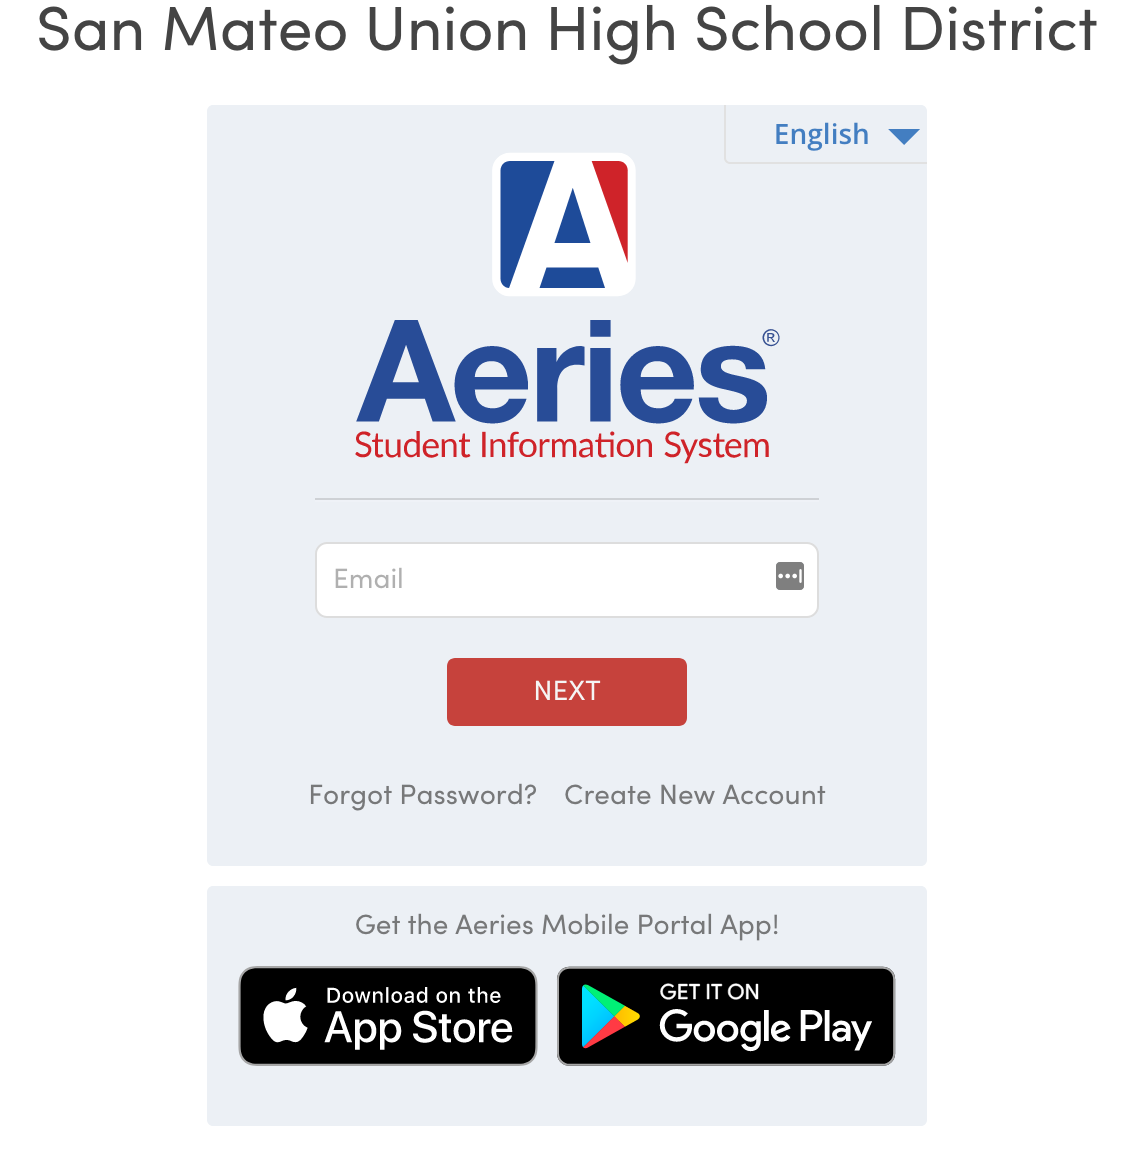 San Mateo Union High School District
English
A
Aeries®
Student Information System
Email
NEXT
Forgot Password? Create New Account
Get the Aeries Mobile Portal App!
Download on the
App Store
GET IT ON
Google Play